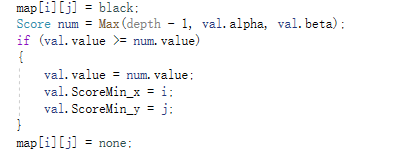 map[i][j] = black;
Score num = Max(depth - 1, val.alpha, val.beta);
if (val.value >= num.value)
{
val.value = num.value;
val.ScoreMin_x = i;
val.ScoreMin_y = j;
}
map[i][j] = none;